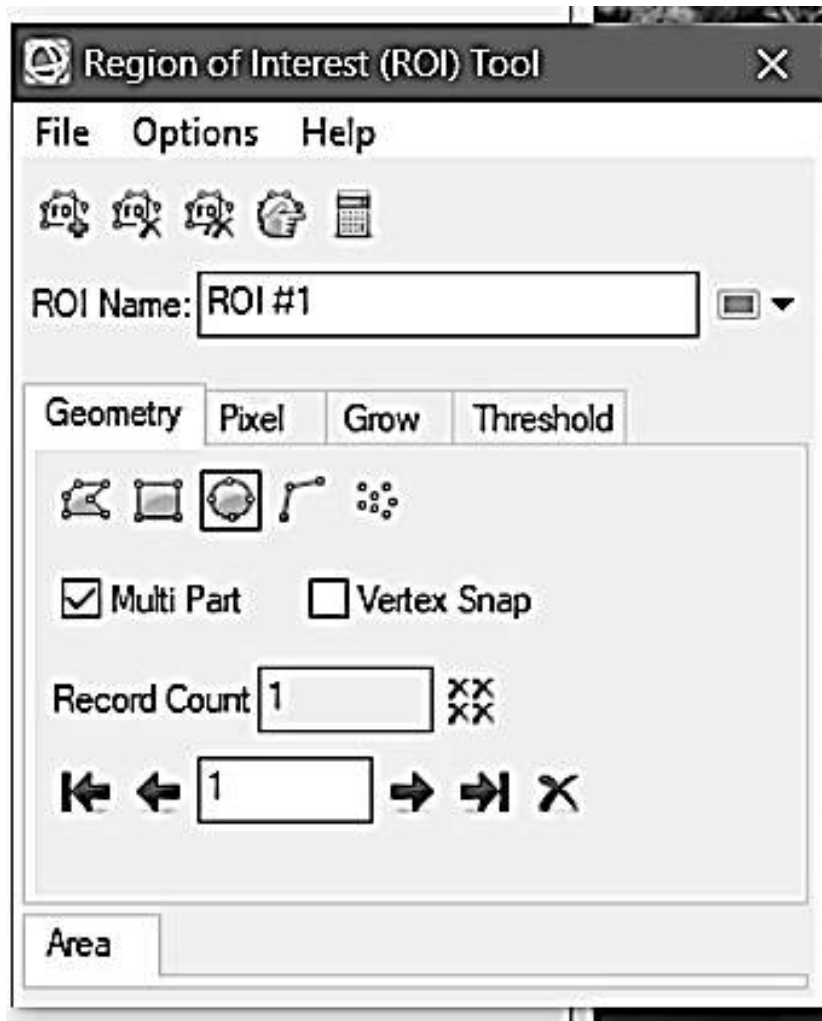 Region of Interest (ROI) Tool
File Options Help
ROI Name: ROI #1
Geometry Pixel Grow Threshold
Multi Part Vertex Snap
Record Count 1
1
Area